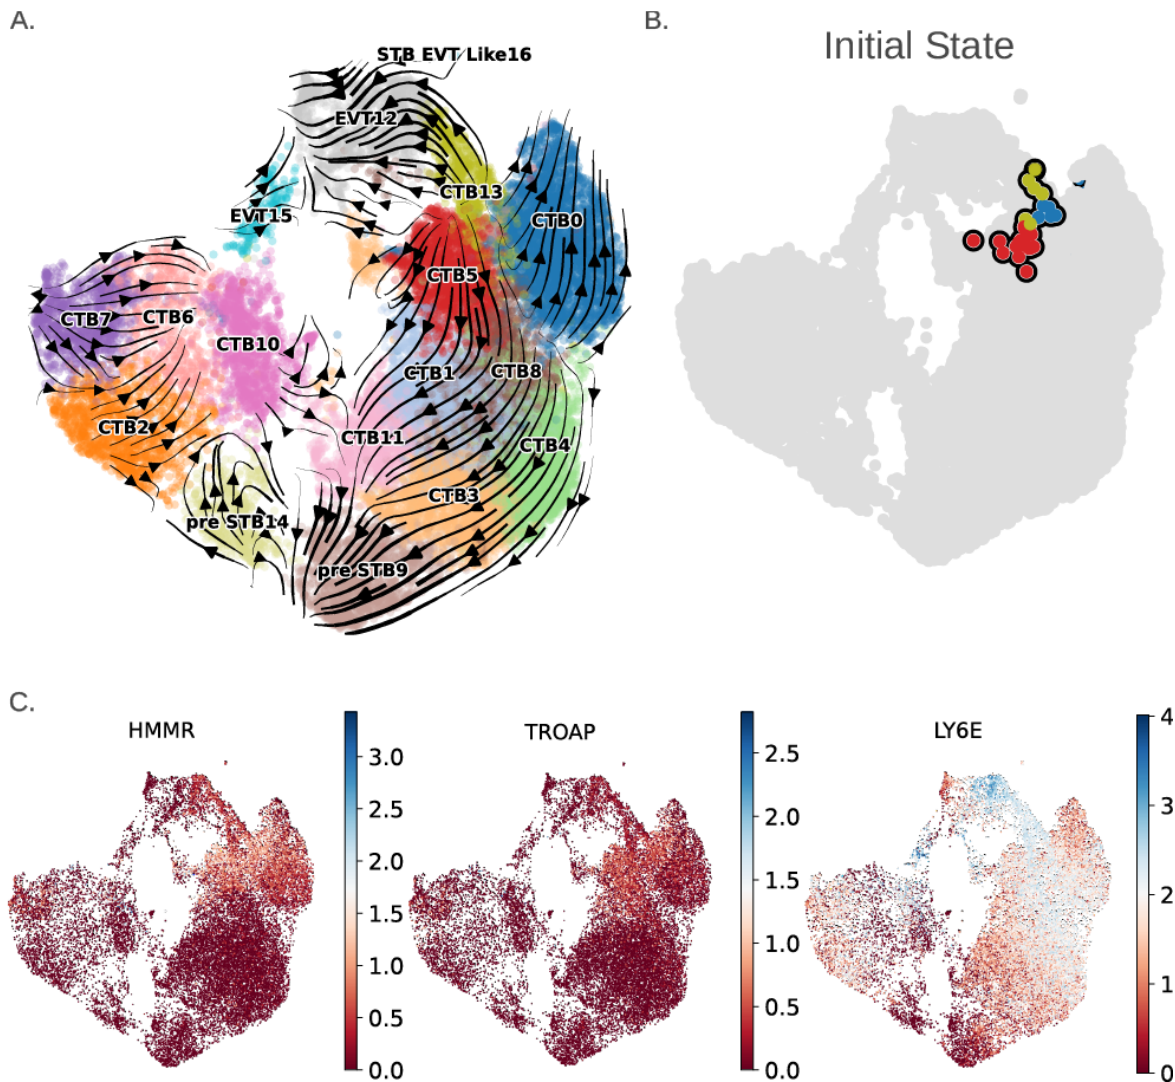 A.
B.
Initial State
STB EVT Like16
EVT12
CTB13
EVT15
CTB0
CTB5
CTB7
CTB6
CTB10
CTB1
CTB8
CTB2
CTB11
CTB4
CTB3
pre STB14
pre STB9
C.
HMMR
3.0
2.5
2.0
1.5
1.0
0.5
0.0
TROAP
2.5
2.0
1.5
1.0
0.5
0.0
LY6E
4
3
2
1
0